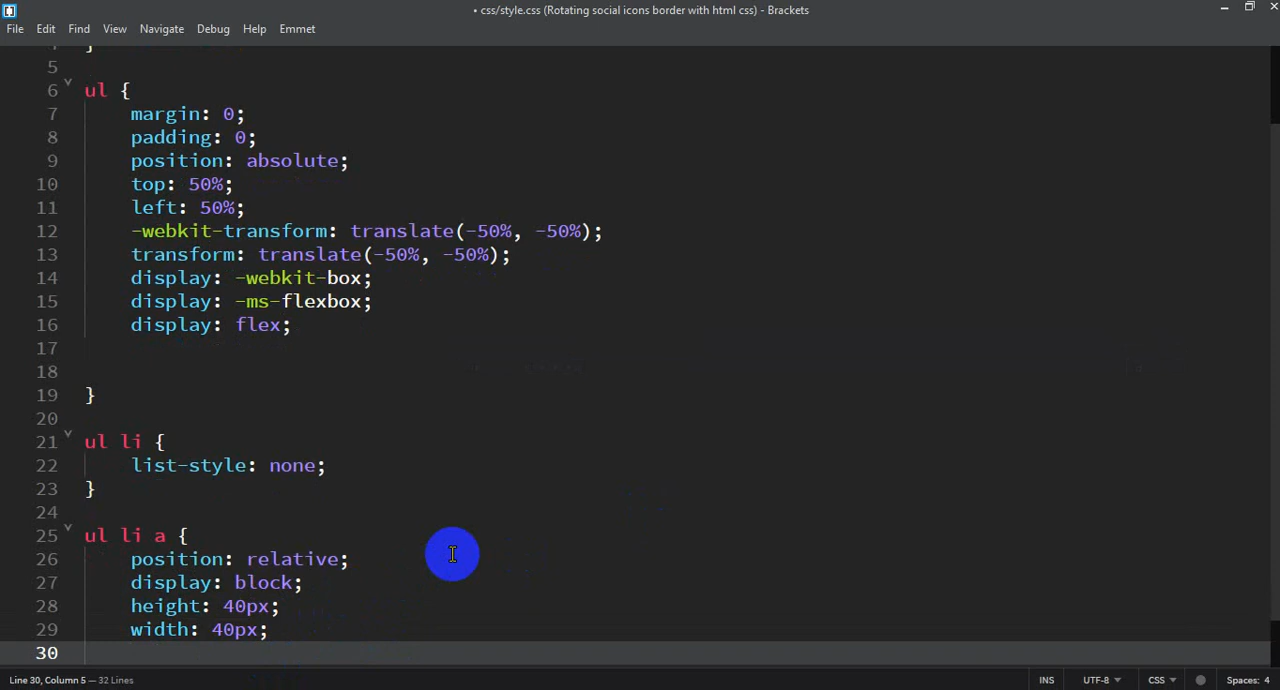 • css/style.css (Rotating social icons border with html css) - Brackets
File Edit Find View Navigate Debug Help Emmet
}
5
6 ul {
7 margin: 0;
8 padding: 0;
9 position: absolute;
10 top: 50%;
11 left: 50%;
12 -webkit-transform: translate(-50%, -50%);
13 transform: translate(-50%, -50%);
14 display: -webkit-box;
15 display: -ms-flexbox;
16 display: flex;
17
18
19 }
20
21 ul li {
22 list-style: none;
23 }
24
25 ul li a {
26 position: relative;
27 display: block;
28 height: 40px;
29 width: 40px;
30
Line 30, Column 5 — 32 Lines INS UTF-8 CSS Spaces: 4